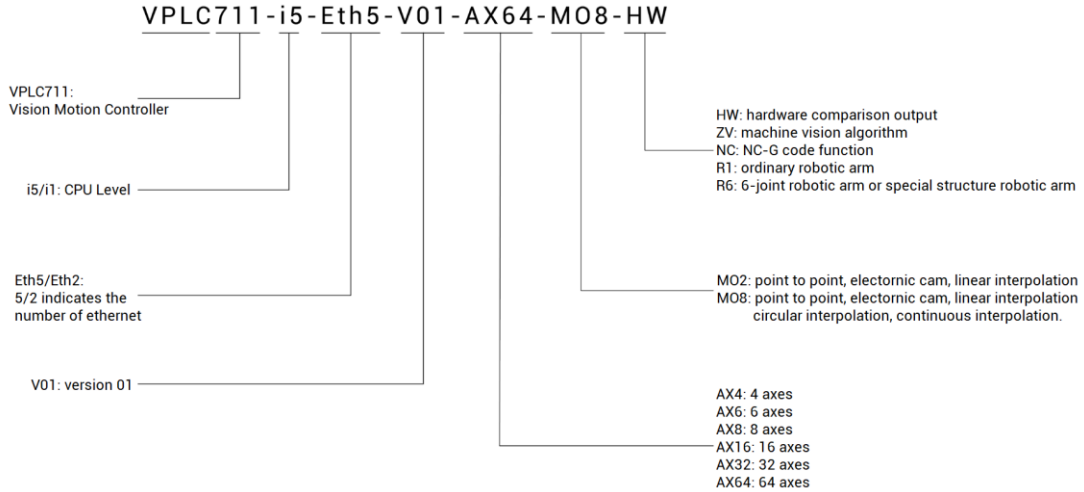 VPLC711-i5-Eth5-V01-AX64-MO8-HW
VPLC711:
Vision Motion Controller
i5/i1: CPU Level
Eth5/Eth2:
5/2 indicates the
number of ethernet
V01: version 01
HW: hardware comparison output
ZV: machine vision algorithm
NC: NC-G code function
R1: ordinary robotic arm
R6: 6-joint robotic arm or special structure robotic arm
MO2: point to point, electornic cam, linear interpolation
MO8: point to point, electornic cam, linear interpolation
circular interpolation, continuous interpolation.
AX4: 4 axes
AX6: 6 axes
AX8: 8 axes
AX16: 16 axes
AX32: 32 axes
AX64: 64 axes